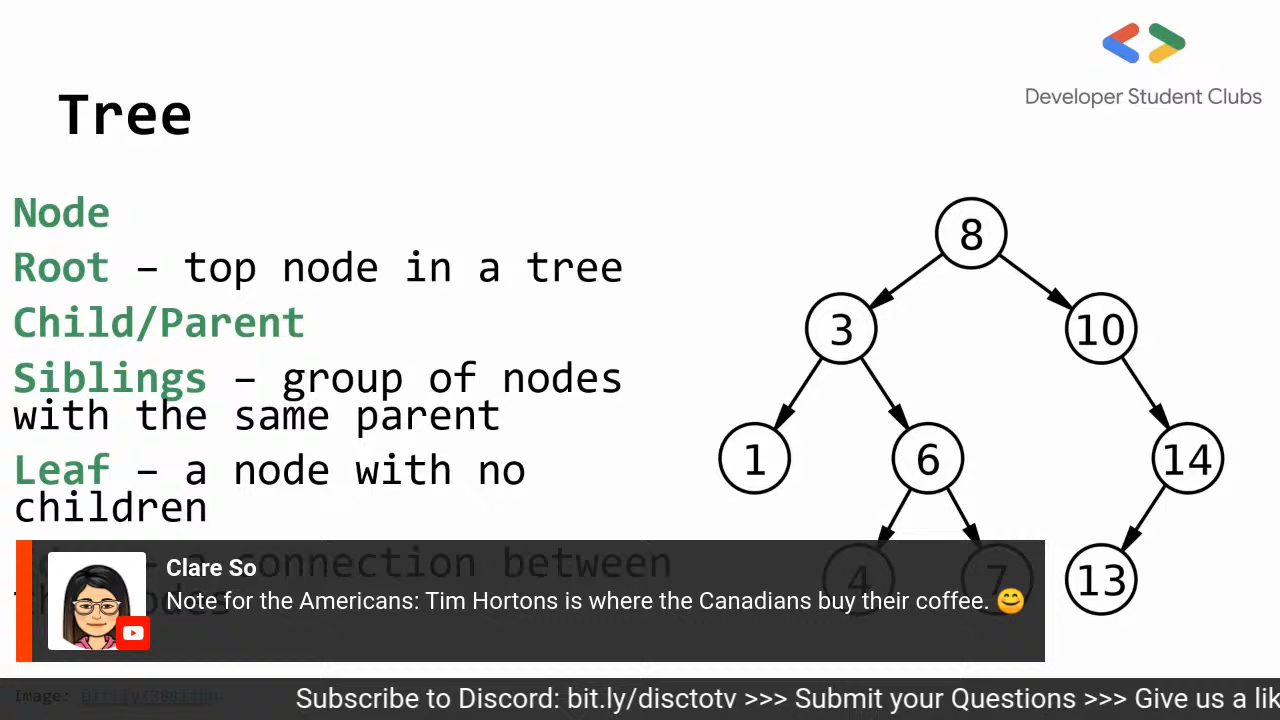 Developer Student Clubs
Tree
Node
Root – top node in a tree
Child/Parent
Siblings – group of nodes
with the same parent
Leaf – a node with no
children
– a connection between
8
3
10
1
6
14
4
7
13
Clare So
Note for the Americans: Tim Hortons is where the Canadians buy their coffee. 😊
Image:
Subscribe to Discord: bit.ly/disctotv >>> Submit your Questions >>> Give us a lik